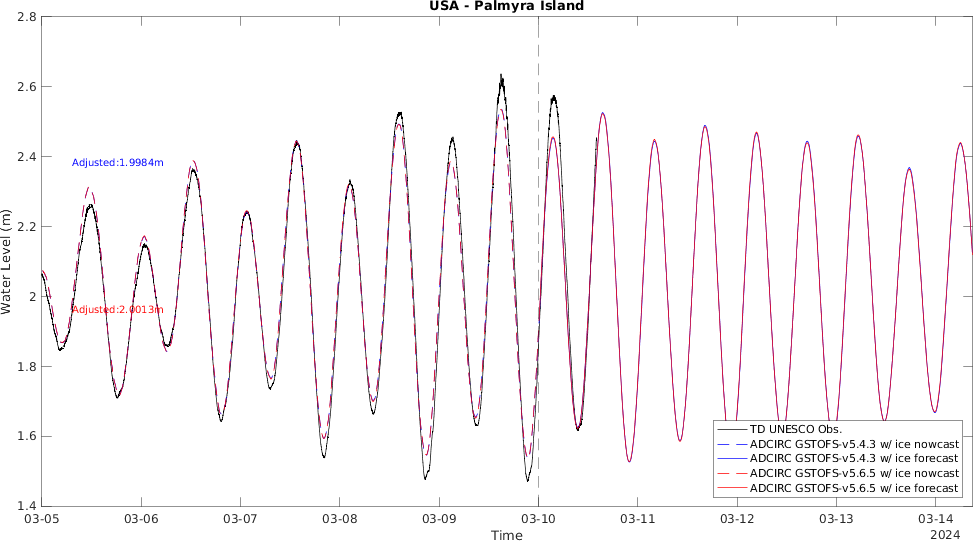 USA - Palmyra Island
2.8
2.6
2.4
2.2
2
1.8
1.6
1.4
Water Level (m)
Adjusted:1.9984m
Adjusted:2.0013m
TD UNESCO Obs.
ADCIRC GSTOFS-v5.4.3 w/ ice nowcast
ADCIRC GSTOFS-v5.4.3 w/ ice forecast
ADCIRC GSTOFS-v5.6.5 w/ ice nowcast
ADCIRC GSTOFS-v5.6.5 w/ ice forecast
03-05 03-06 03-07 03-08 03-09 03-10 03-11 03-12 03-13 03-14
Time
2024